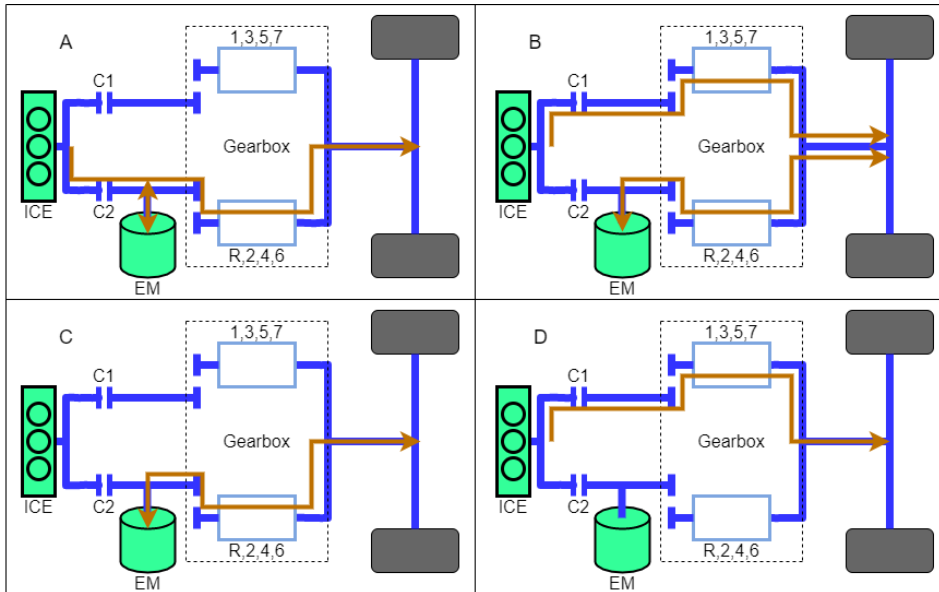 A
1,3,5,7
C1
Gearbox
ICE
C2
R,2,4,6
EM
B
1,3,5,7
C1
Gearbox
ICE
C2
R,2,4,6
EM
C
1,3,5,7
C1
Gearbox
ICE
C2
R,2,4,6
EM
D
1,3,5,7
C1
Gearbox
ICE
C2
R,2,4,6
EM